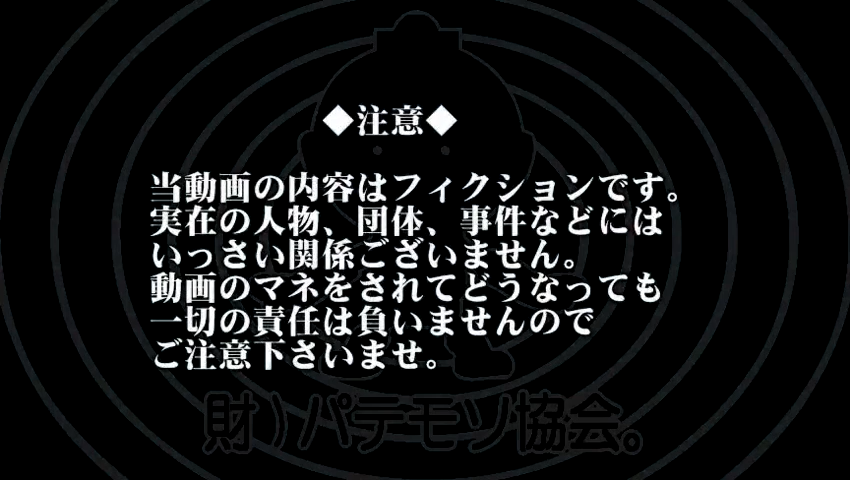 ◆注意◆
当動画の内容はフィクションです。
実在の人物、団体、事件などには
いっさい関係ございません。
動画のマネをされてどうなっても
一切の責任は負いませんので
ご注意下さいませ。
財)パテモソ協会。